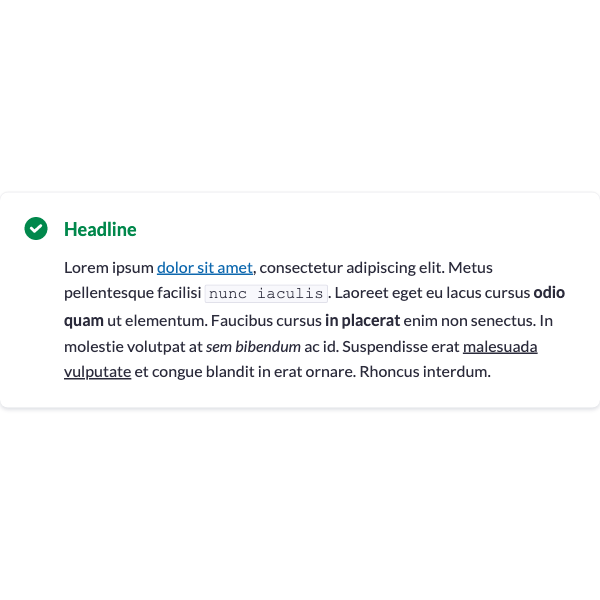 Headline
Lorem ipsum dolor sit amet, consectetur adipiscing elit. Metus
pellentesque facilisi nunc iaculis. Laoreet eget eu lacus cursus odio
quam ut elementum. Faucibus cursus in placerat enim non senectus. In
molestie volutpat at sem bibendum ac id. Suspendisse erat malesuada
vulputate et congue blandit in erat ornare. Rhoncus interdum.